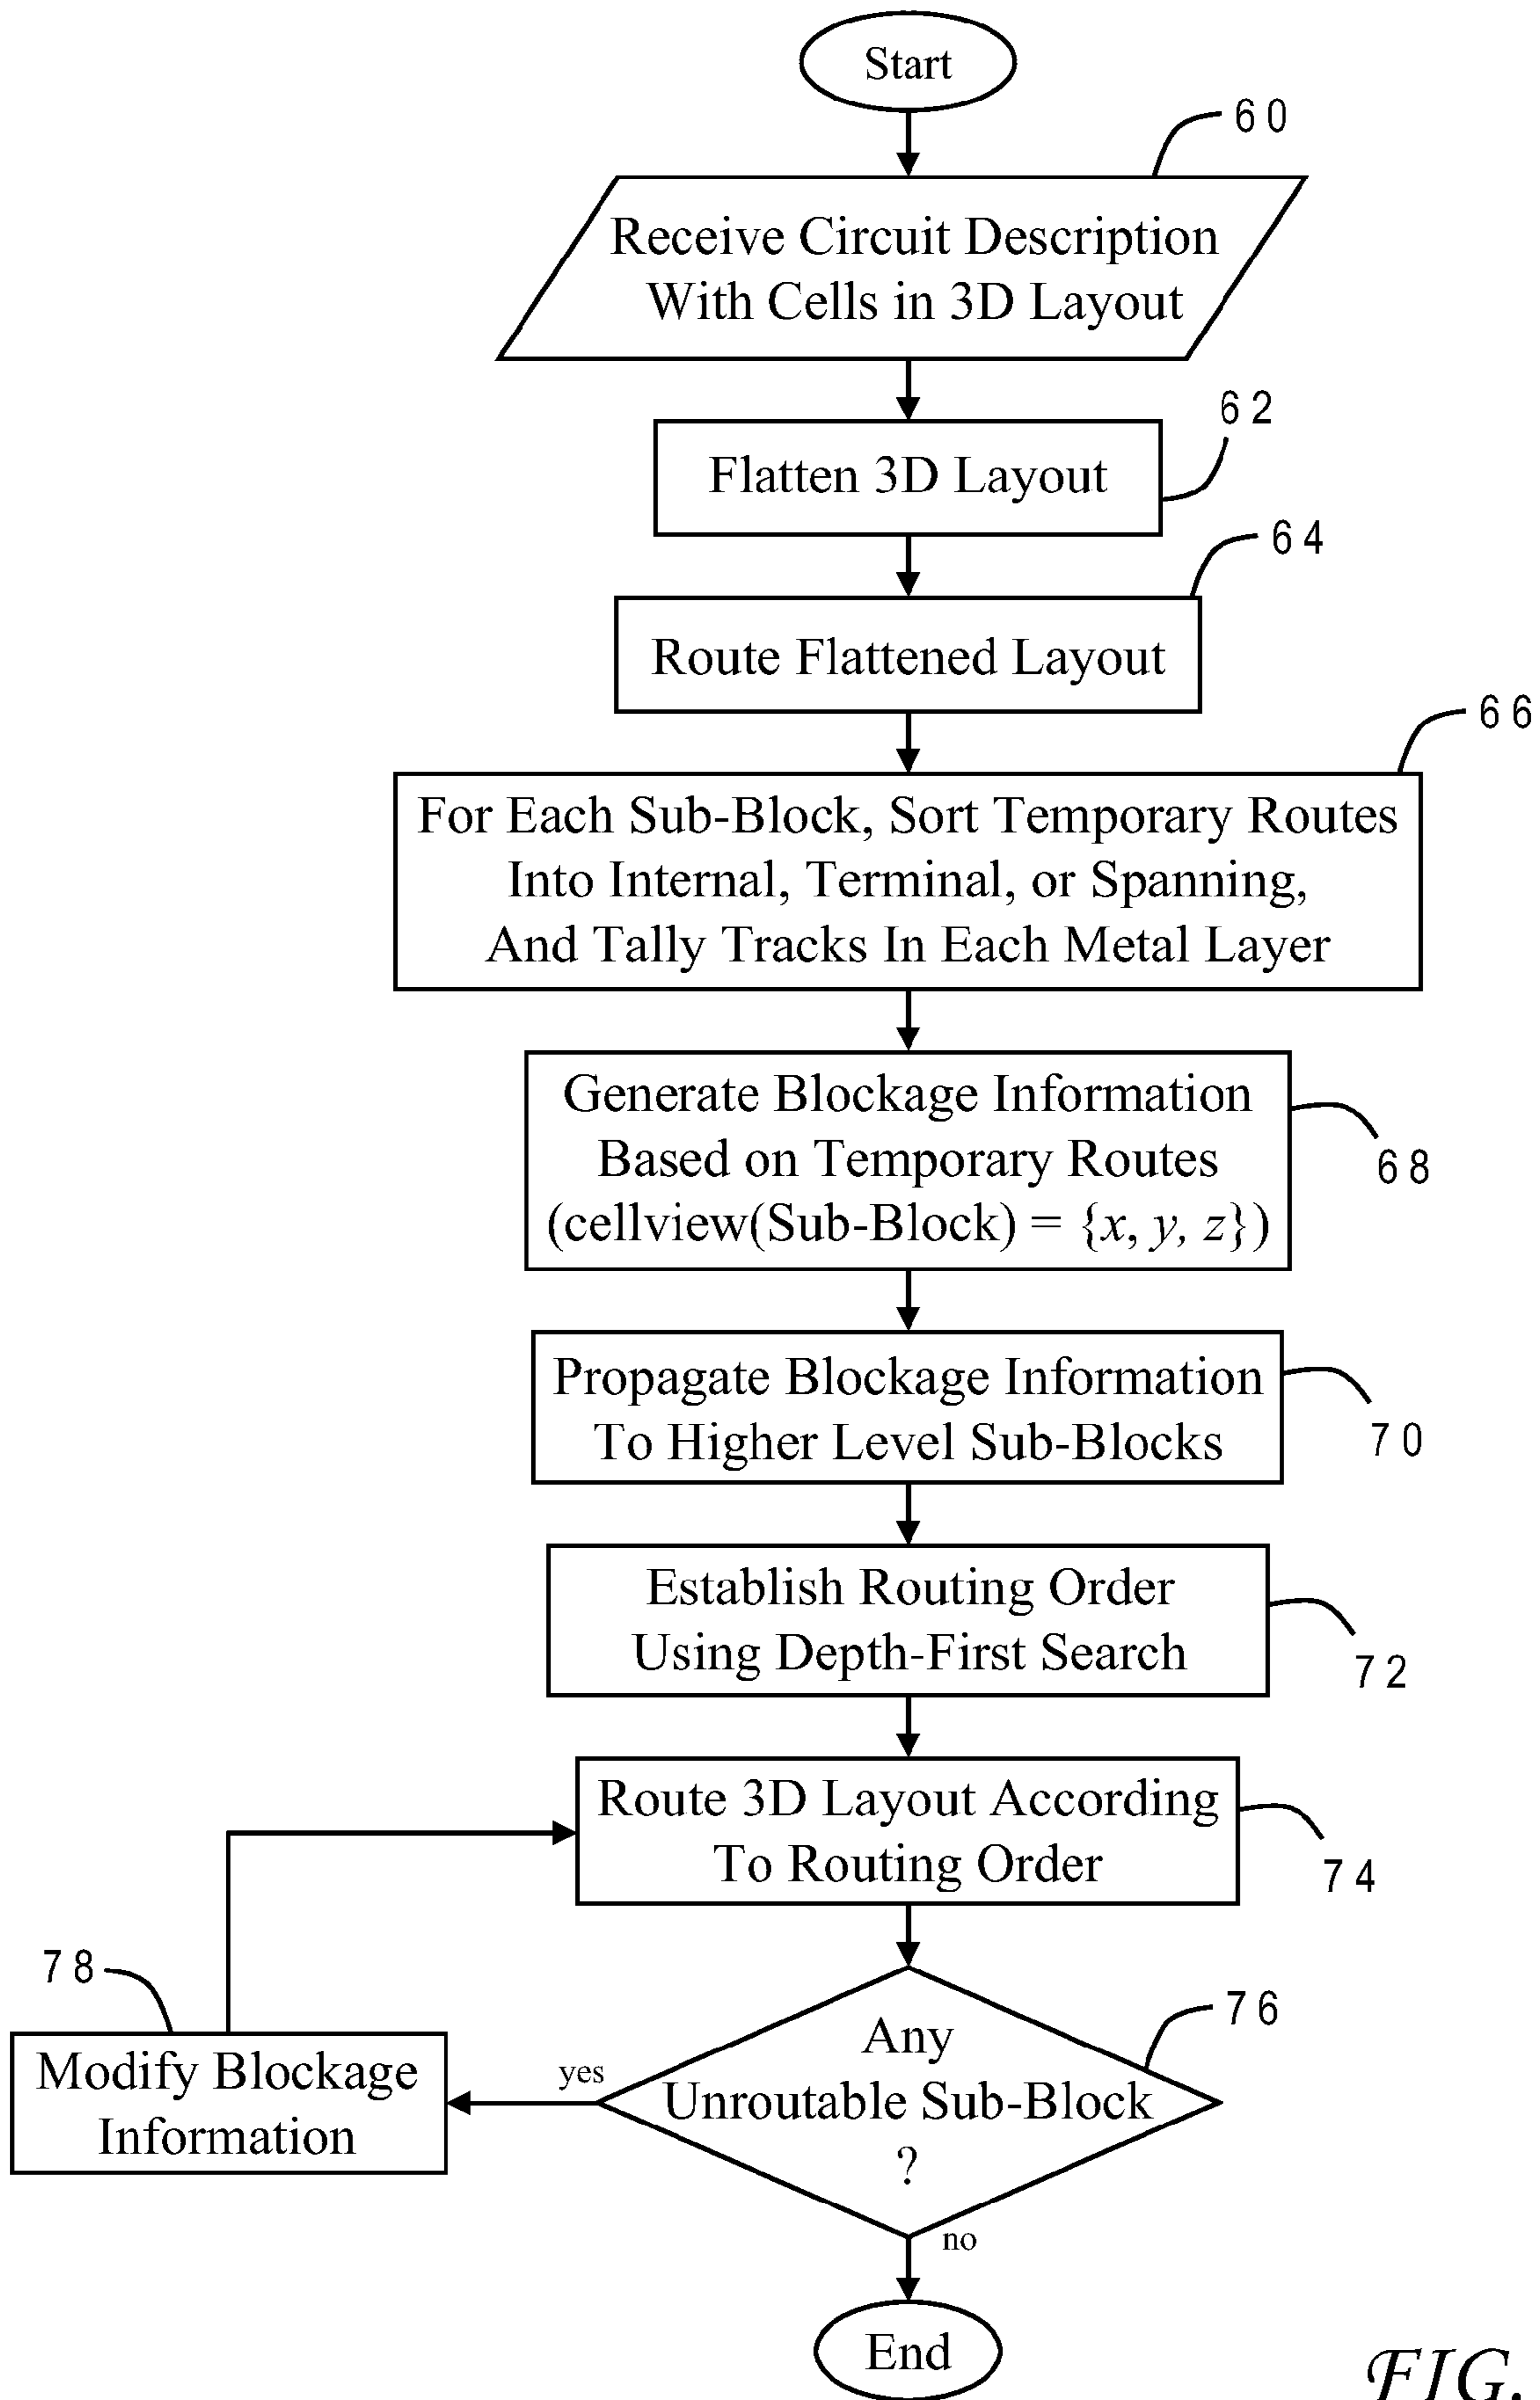 Start
60
Receive Circuit Description
With Cells in 3D Layout
62
Flatten 3D Layout
64
Route Flattened Layout
66
For Each Sub-Block, Sort Temporary Routes
Into Internal, Terminal, or Spanning,
And Tally Tracks In Each Metal Layer
Generate Blockage Information
Based on Temporary Routes
(cellview(Sub-Block) = {x, y, z})
68
Propagate Blockage Information
To Higher Level Sub-Blocks
70
Establish Routing Order
Using Depth-First Search
72
Route 3D Layout According
To Routing Order
74
78
76
Modify Blockage
Information
yes
Any
Unroutable Sub-Block
?
no
End
FIG.